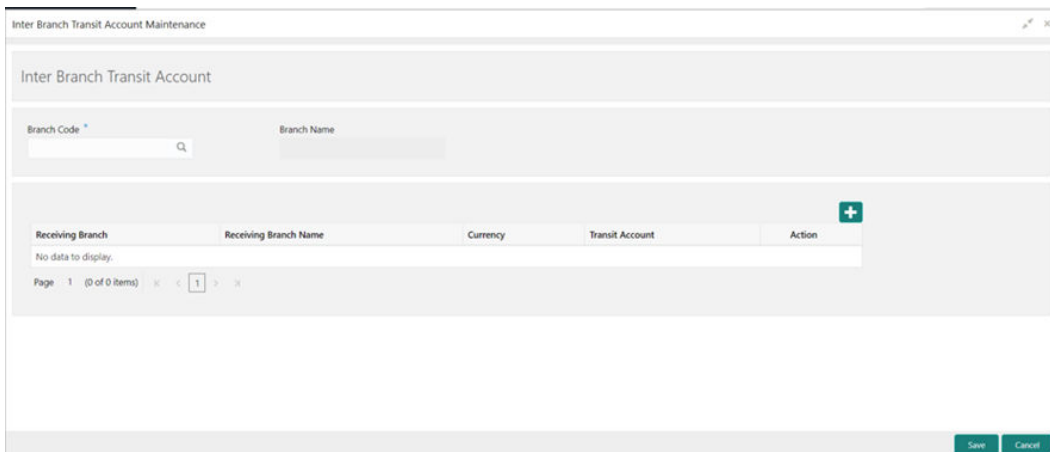 Inter Branch Transit Account Maintenance
Inter Branch Transit Account
Branch Code * Branch Name
Receiving Branch Receiving Branch Name Currency Transit Account Action
No data to display.
Page 1 (0 of 0 items) 1
Save Cancel